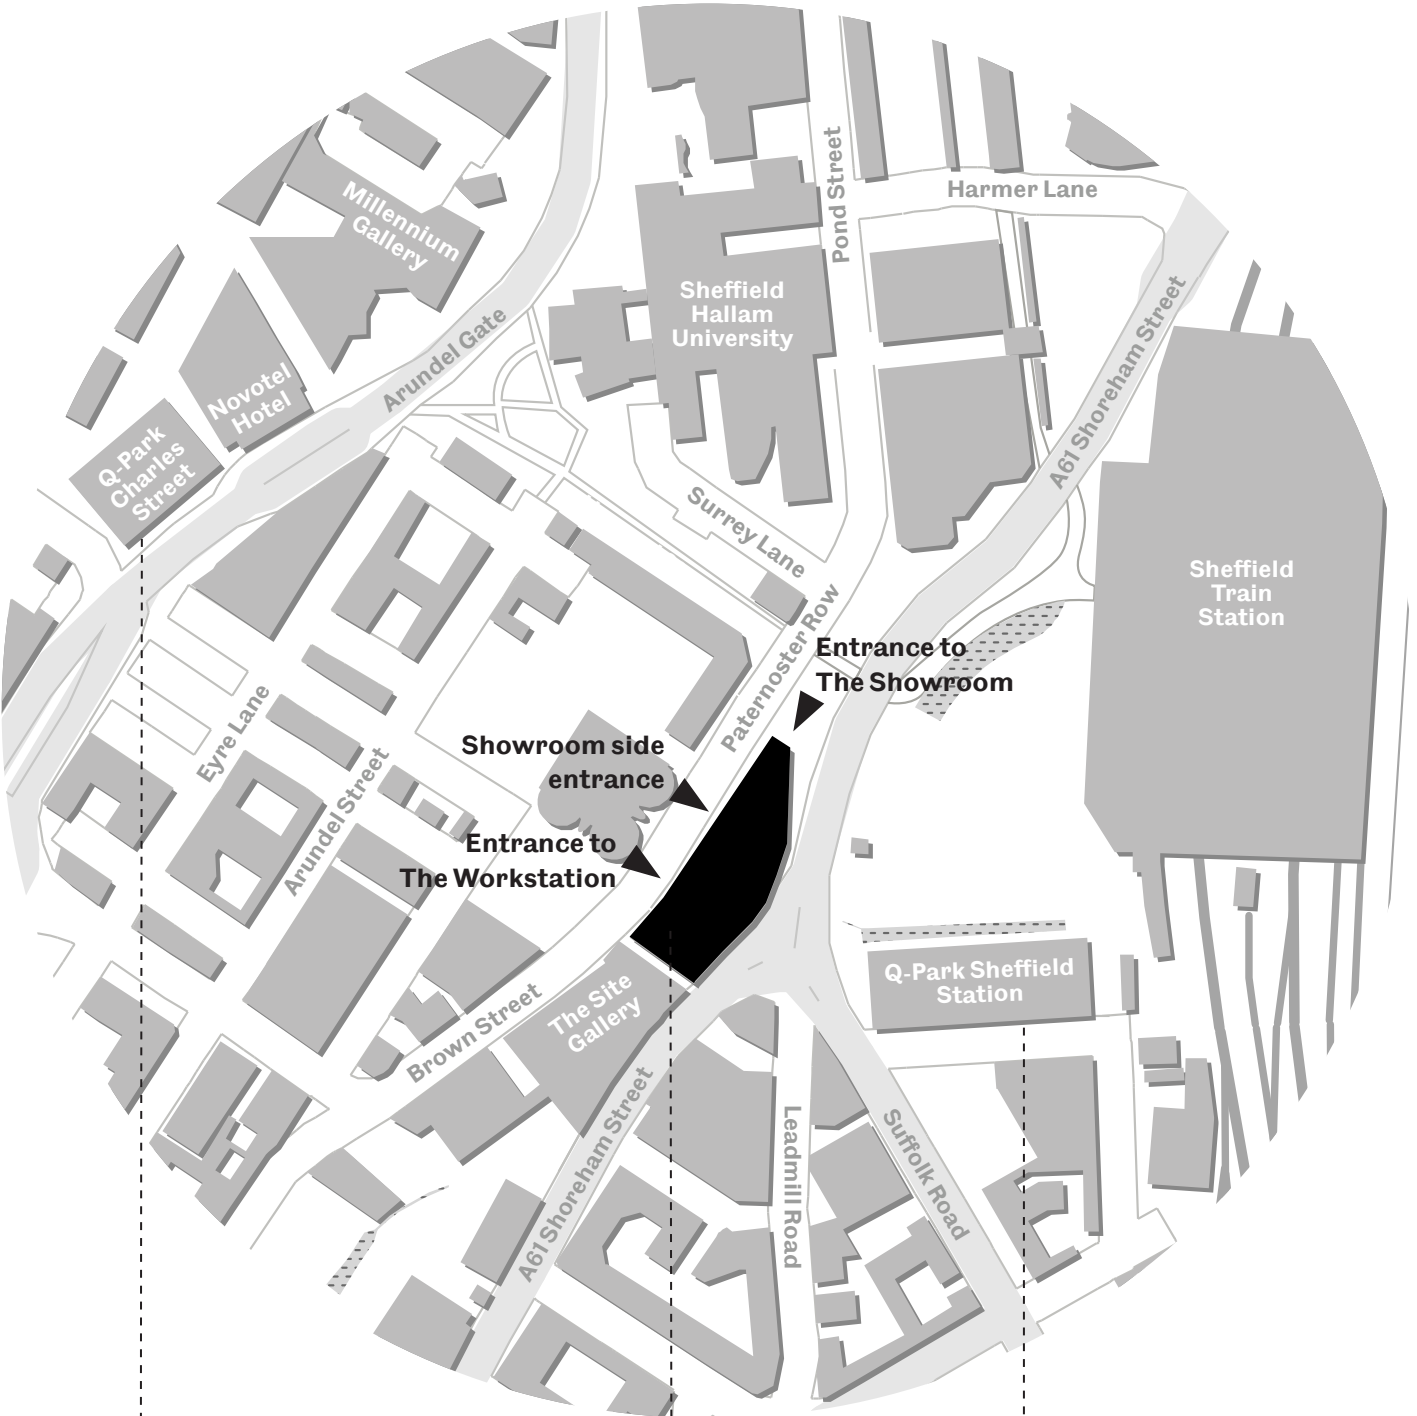 Pond Street
Harmer Lane
Millennium
Gallery
Sheffield
Hallam
University
A61 Shoreham Street
Arundel Gate
Novotel
Hotel
Q-Park
Charles
Street
Surrey Lane
Sheffield
Train
Station
Paternoster Row
Entrance to
The Showroom
Eyre Lane
Arundel Street
Showroom side
entrance
Entrance to
The Workstation
Q-Park Sheffield
Station
The Site
Gallery
Brown Street
A61 Shoreham Street
Leadmill Road
Suffolk Road